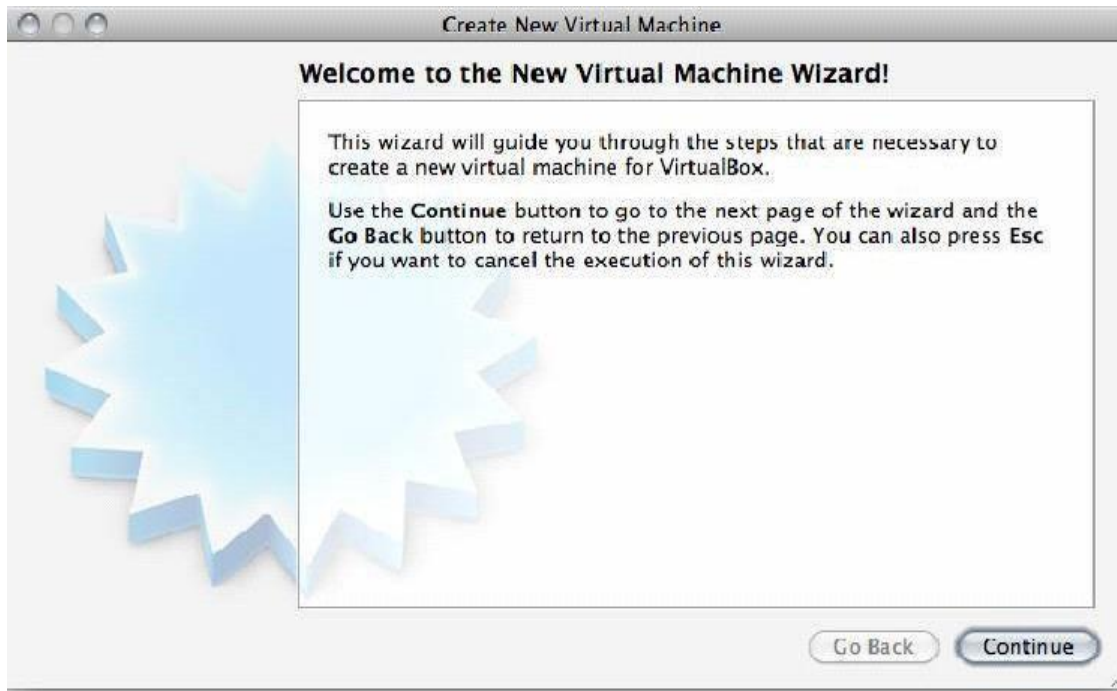 Create New Virtual Machine
Welcome to the New Virtual Machine Wizard!
This wizard will guide you through the steps that are necessary to
create a new virtual machine for VirtualBox.
Use the Continue button to go to the next page of the wizard and the
Go Back button to return to the previous page. You can also press Esc
if you want to cancel the execution of this wizard.
Go Back
Continue